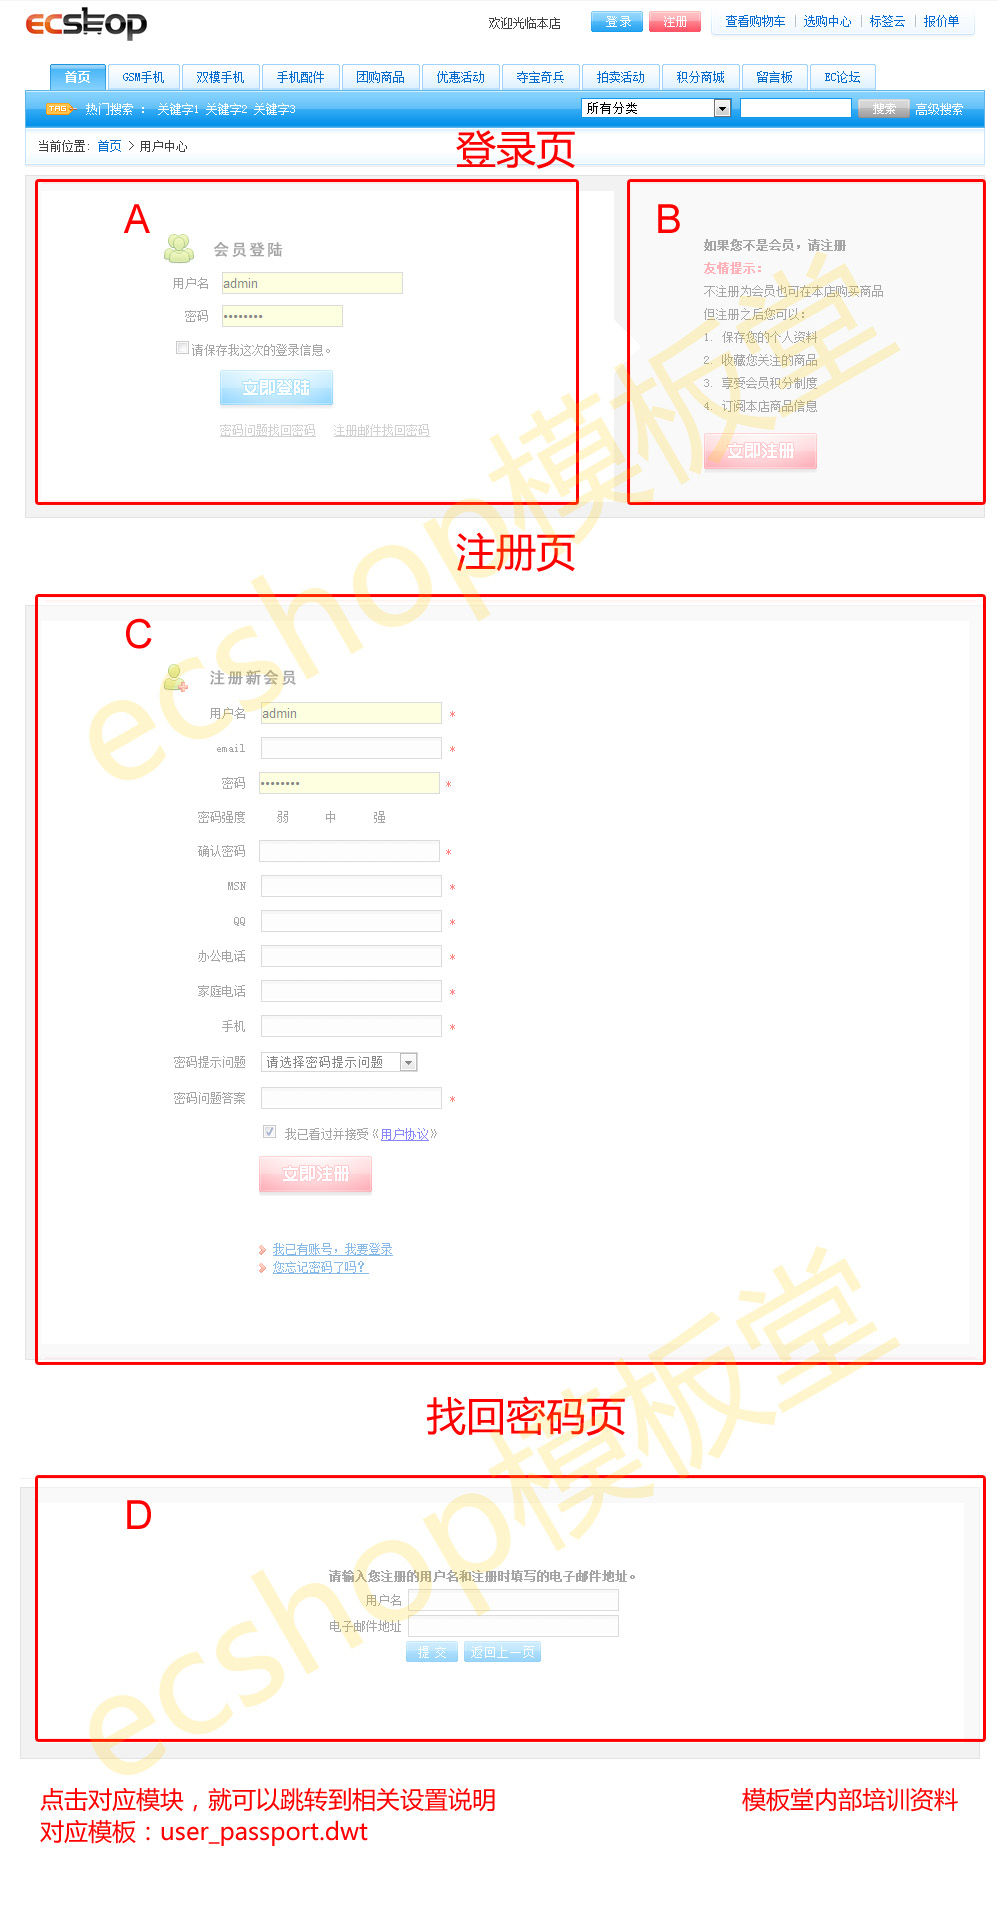 ecshop
欢迎光临本店
登录
注册
查看购物车
选购中心
标签云
报价单
首页
GSM手机
双模手机
手机配件
团购商品
优惠活动
夺宝奇兵
拍卖活动
积分商城
留言板
EC论坛
TAG
热门搜索 ：
关键字1 关键字2 关键字3
所有分类
搜索
高级搜索
当前位置: 首页 > 用户中心
登录页
A
会员登陆
用户名
admin
密码
••••••••
请保存我这次的登录信息。
立即登陆
密码问题找回密码
注册邮件找回密码
B
如果您不是会员，请注册
友情提示：
不注册为会员也可在本店购买商品
但注册之后您可以：
1. 保存您的个人资料
2. 收藏您关注的商品
3. 享受会员积分制度
4. 订阅本店商品信息
立即注册
ecshop模板堂
注册页
C
注册新会员
用户名
admin
*
email
*
密码
••••••••
*
密码强度
弱
中
强
确认密码
*
MSN
*
QQ
*
办公电话
*
家庭电话
*
手机
*
密码提示问题
请选择密码提示问题
密码问题答案
*
我已看过并接受《用户协议》
立即注册
我已有账号，我要登录
您忘记密码了吗？
找回密码页
D
请输入您注册的用户名和注册时填写的电子邮件地址。
用户名
电子邮件地址
提 交
返回上一页
ecshop模板堂
点击对应模块，就可以跳转到相关设置说明
模板堂内部培训资料
对应模板：user_passport.dwt